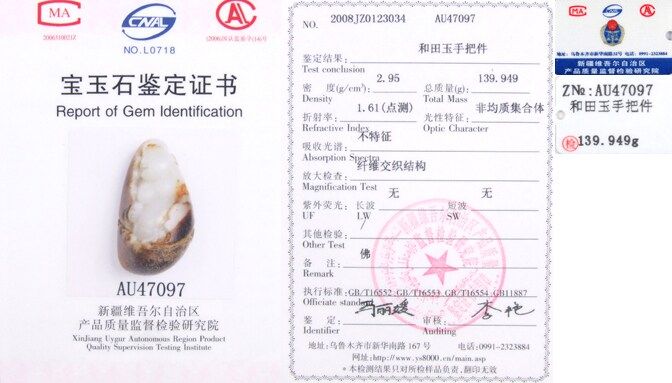 MA
CNAL
AL
NO.L0718
宝玉石鉴定证书
Report of Gem Identification
AU47097
新疆维吾尔自治区
产品质量监督检验研究院
Xinjiang Uygur Autonomous Region Product
Quality Supervision Testing Institute
NO. 2008JZ0123034 AU47097
鉴定结果: 和田玉手把件
Test conclusion
密 度(g/cm³): 2.95 总质量(g): 139.949
Density Total Mass
折射率: 1.61(点测) 光性特征: 非均质集合体
Refractive Index Optic Character
吸收光谱: 不特征
Absorption Spectra
放大检查: 纤维交织结构
Magnification Test
紫外荧光: 长波 无 短波 无
UF LW SW
其他检验: /
Other Test
备 注: 佛
Remark
执行标准:GB/T16552 GB/T16553 GB/T16554 GB11887
Officiate standard
鉴 定: 审核:
Identifier Auditing
地址:乌鲁木齐市新华南路 167 号 电话:0991-2323884
网址:http://www.ys8000.cn/main.asp
*本检测结果只对所检样品负责,翻印无效
新疆维吾尔自治区
产品质量监督检验研究院
Z№:AU47097
和田玉手把件
检 139.949g